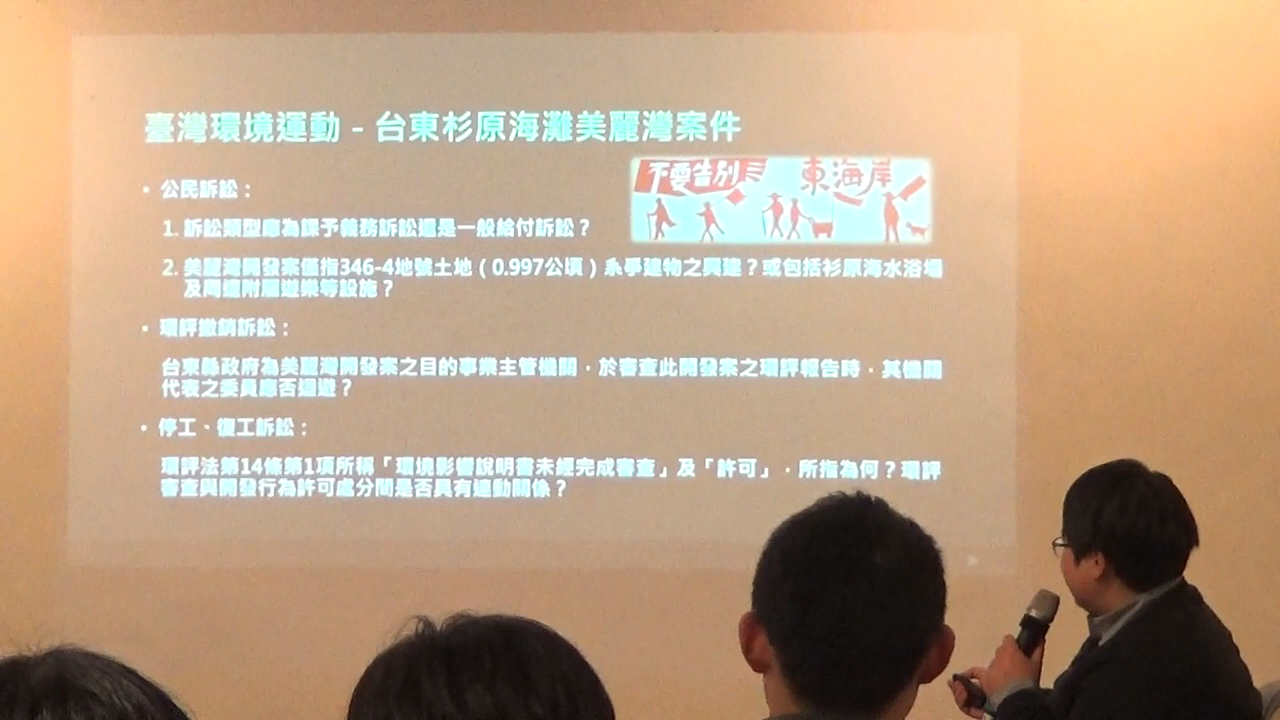 臺灣環境運動 - 台東杉原海灘美麗灣案件
不要告別 東海岸
• 公民訴訟：
1. 訴訟類型應為課予義務訴訟還是一般給付訴訟？
2. 美麗灣開發案僅指346-4地號土地（0.997公頃）系爭建物之興建？或包括杉原海水浴場
及周邊附屬遊樂等設施？
• 環評撤銷訴訟：
台東縣政府為美麗灣開發案之目的事業主管機關，於審查此開發案之環評報告時，其機關
代表之委員應否迴避？
• 停工、復工訴訟：
環評法第14條第1項所稱「環境影響說明書未經完成審查」及「許可」，所指為何？環評
審查與開發行為許可處分間是否具有連動關係？